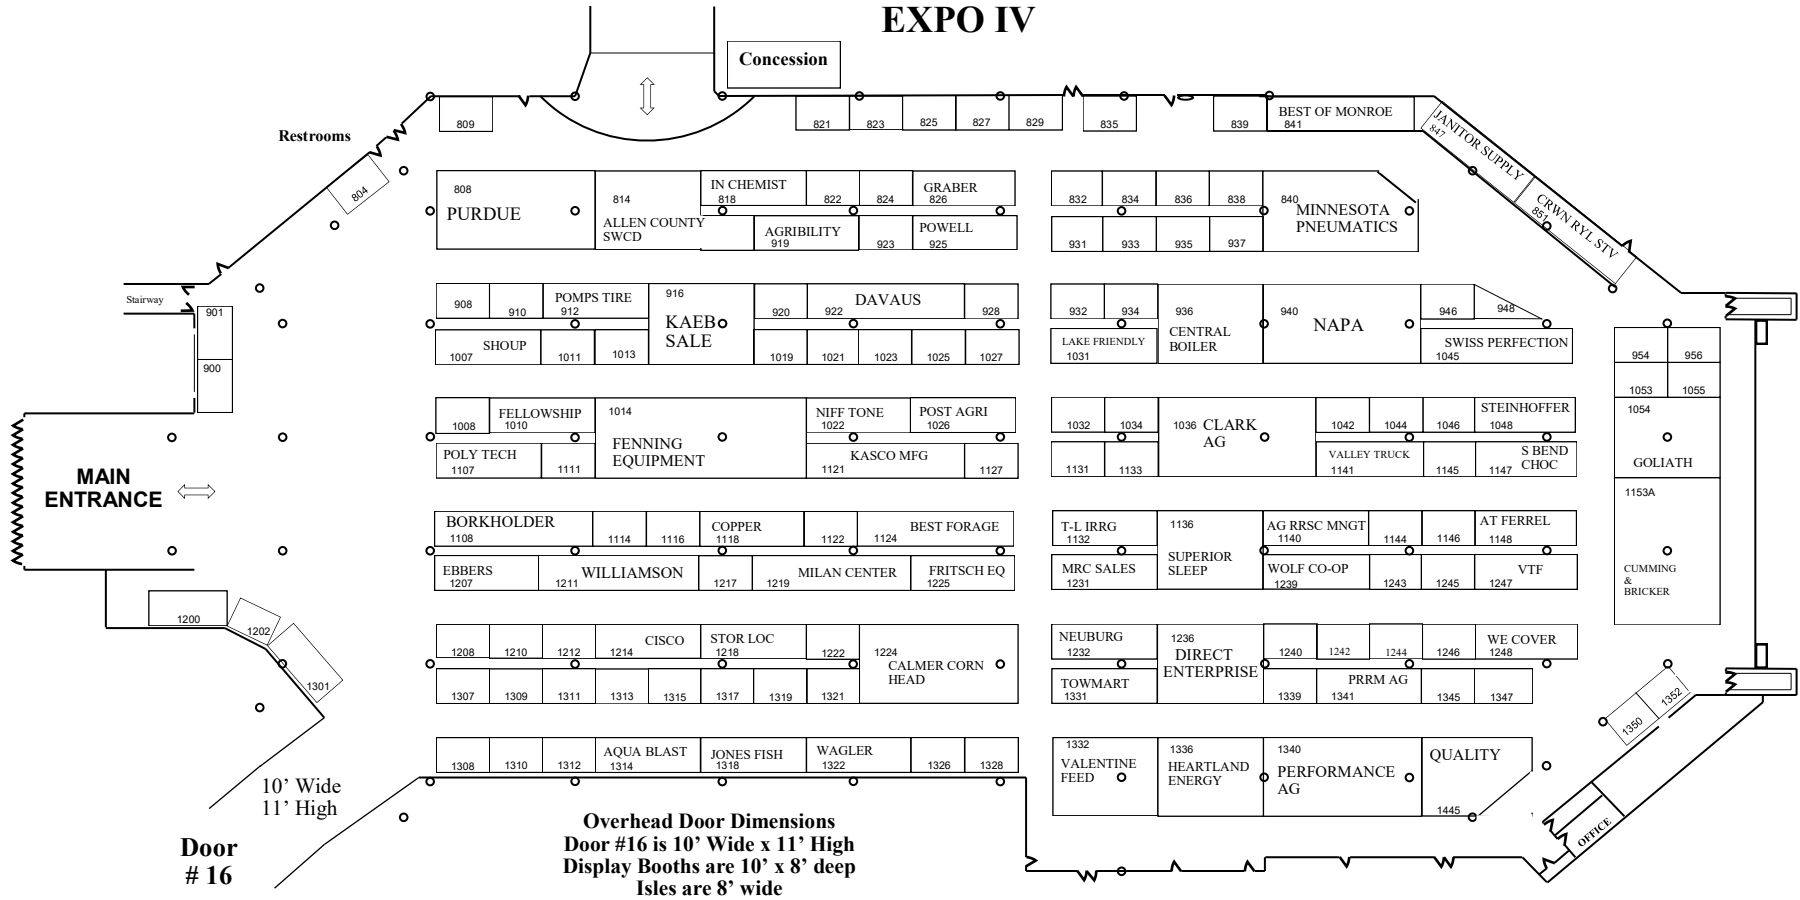 EXPO IV
Concession
Restrooms
809
821
823
825
827
829
835
839
BEST OF MONROE
841
JANITOR SUPPLY
847
CRWN RYL STV
851
804
808
PURDUE
814
ALLEN COUNTY
SWCD
IN CHEMIST
818
822
824
GRABER
826
AGRIBILITY
919
923
POWELL
925
832
834
836
838
840
MINNESOTA
PNEUMATICS
931
933
935
937
Stairway
901
900
908
910
POMPS TIRE
912
916
KAEB
SALE
920
922
DAVAUS
928
SHOUP
1007
1011
1013
1019
1021
1023
1025
1027
932
934
936
CENTRAL
BOILER
940
NAPA
946
948
LAKE FRIENDLY
1031
SWISS PERFECTION
1045
954
956
1053
1055
1054
GOLIATH
1153A
CUMMING
&
BRICKER
1008
FELLOWSHIP
1010
1014
FENNING
EQUIPMENT
NIFF TONE
1022
POST AGRI
1026
POLY TECH
1107
1111
KASCO MFG
1121
1127
1032
1034
1036
CLARK
AG
1042
1044
1046
STEINHOFFER
1048
1131
1133
VALLEY TRUCK
1141
1145
1147
S BEND
CHOC
MAIN
ENTRANCE
BORKHOLDER
1108
1114
1116
COPPER
1118
1122
1124
BEST FORAGE
EBBERS
1207
1211
WILLIAMSON
1217
1219
MILAN CENTER
FRITSCH EQ
1225
T-L IRRG
1132
1136
SUPERIOR
SLEEP
AG RRSC MNGT
1140
1144
1146
AT FERREL
1148
MRC SALES
1231
WOLF CO-OP
1239
1243
1245
1247
VTF
1200
1202
1301
1208
1210
1212
1214
CISCO
STOR LOC
1218
1222
1224
CALMER CORN
HEAD
1307
1309
1311
1313
1315
1317
1319
1321
NEUBURG
1232
1236
DIRECT
ENTERPRISE
1240
1242
1244
1246
WE COVER
1248
TOWMART
1331
1339
PRRM AG
1341
1345
1347
1350
1352
1308
1310
1312
AQUA BLAST
1314
JONES FISH
1318
WAGLER
1322
1326
1328
1332
VALENTINE
FEED
1336
HEARTLAND
ENERGY
1340
PERFORMANCE
AG
QUALITY
1445
OFFICE
10’ Wide
11’ High
Door
# 16
Overhead Door Dimensions
Door #16 is 10’ Wide x 11’ High
Display Booths are 10’ x 8’ deep
Isles are 8’ wide